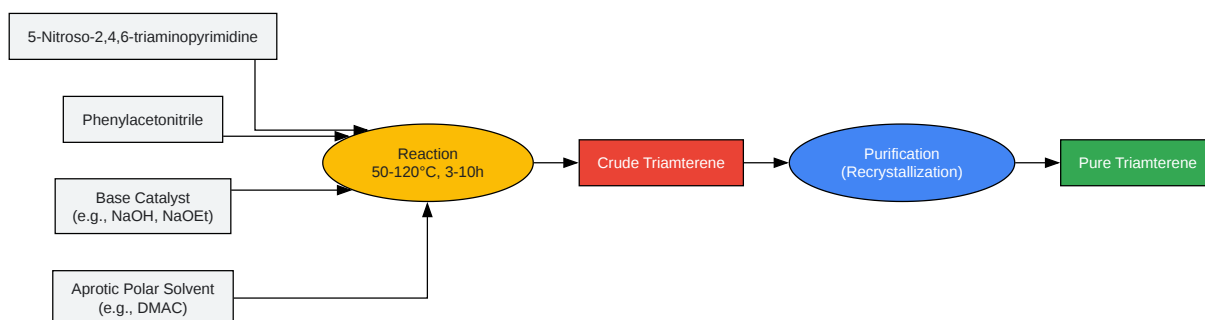 5-Nitroso-2,4,6-triaminopyrimidine
Phenylacetonitrile
Base Catalyst
(e.g., NaOH, NaOEt)
Aprotic Polar Solvent
(e.g., DMAC)
Reaction
50-120°C, 3-10h
Crude Triamterene
Purification
(Recrystallization)
Pure Triamterene